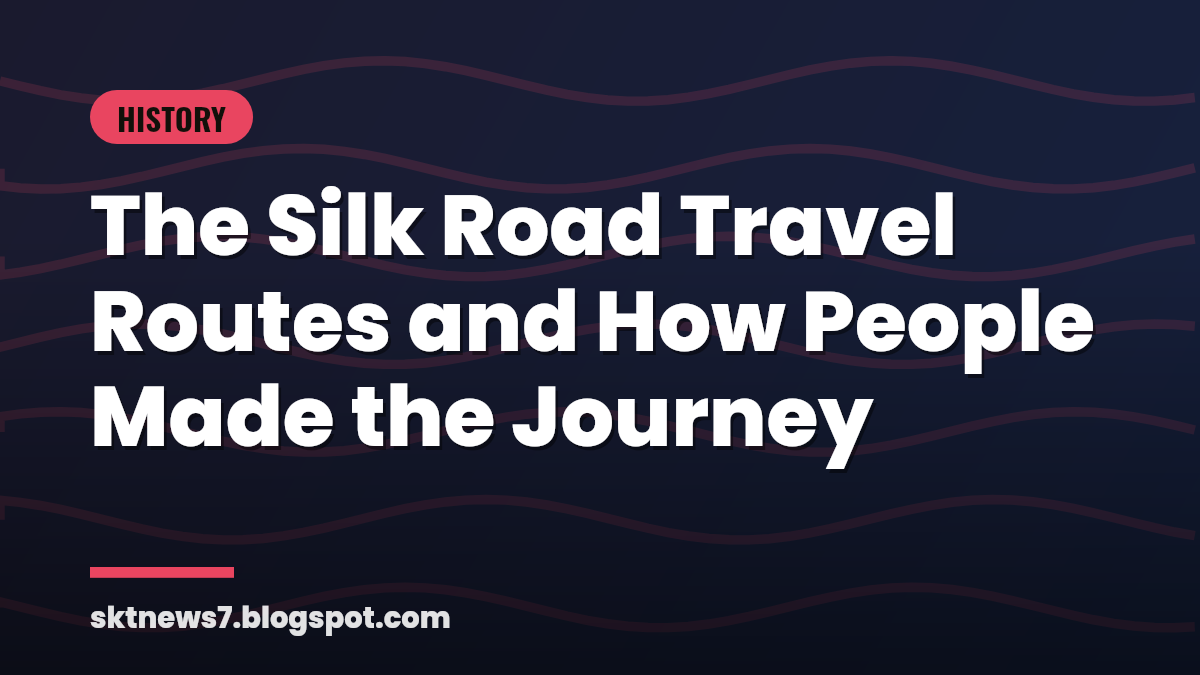 HISTORY
The Silk Road Travel
Routes and How People
Made the Journey
sktnews7.blogspot.com